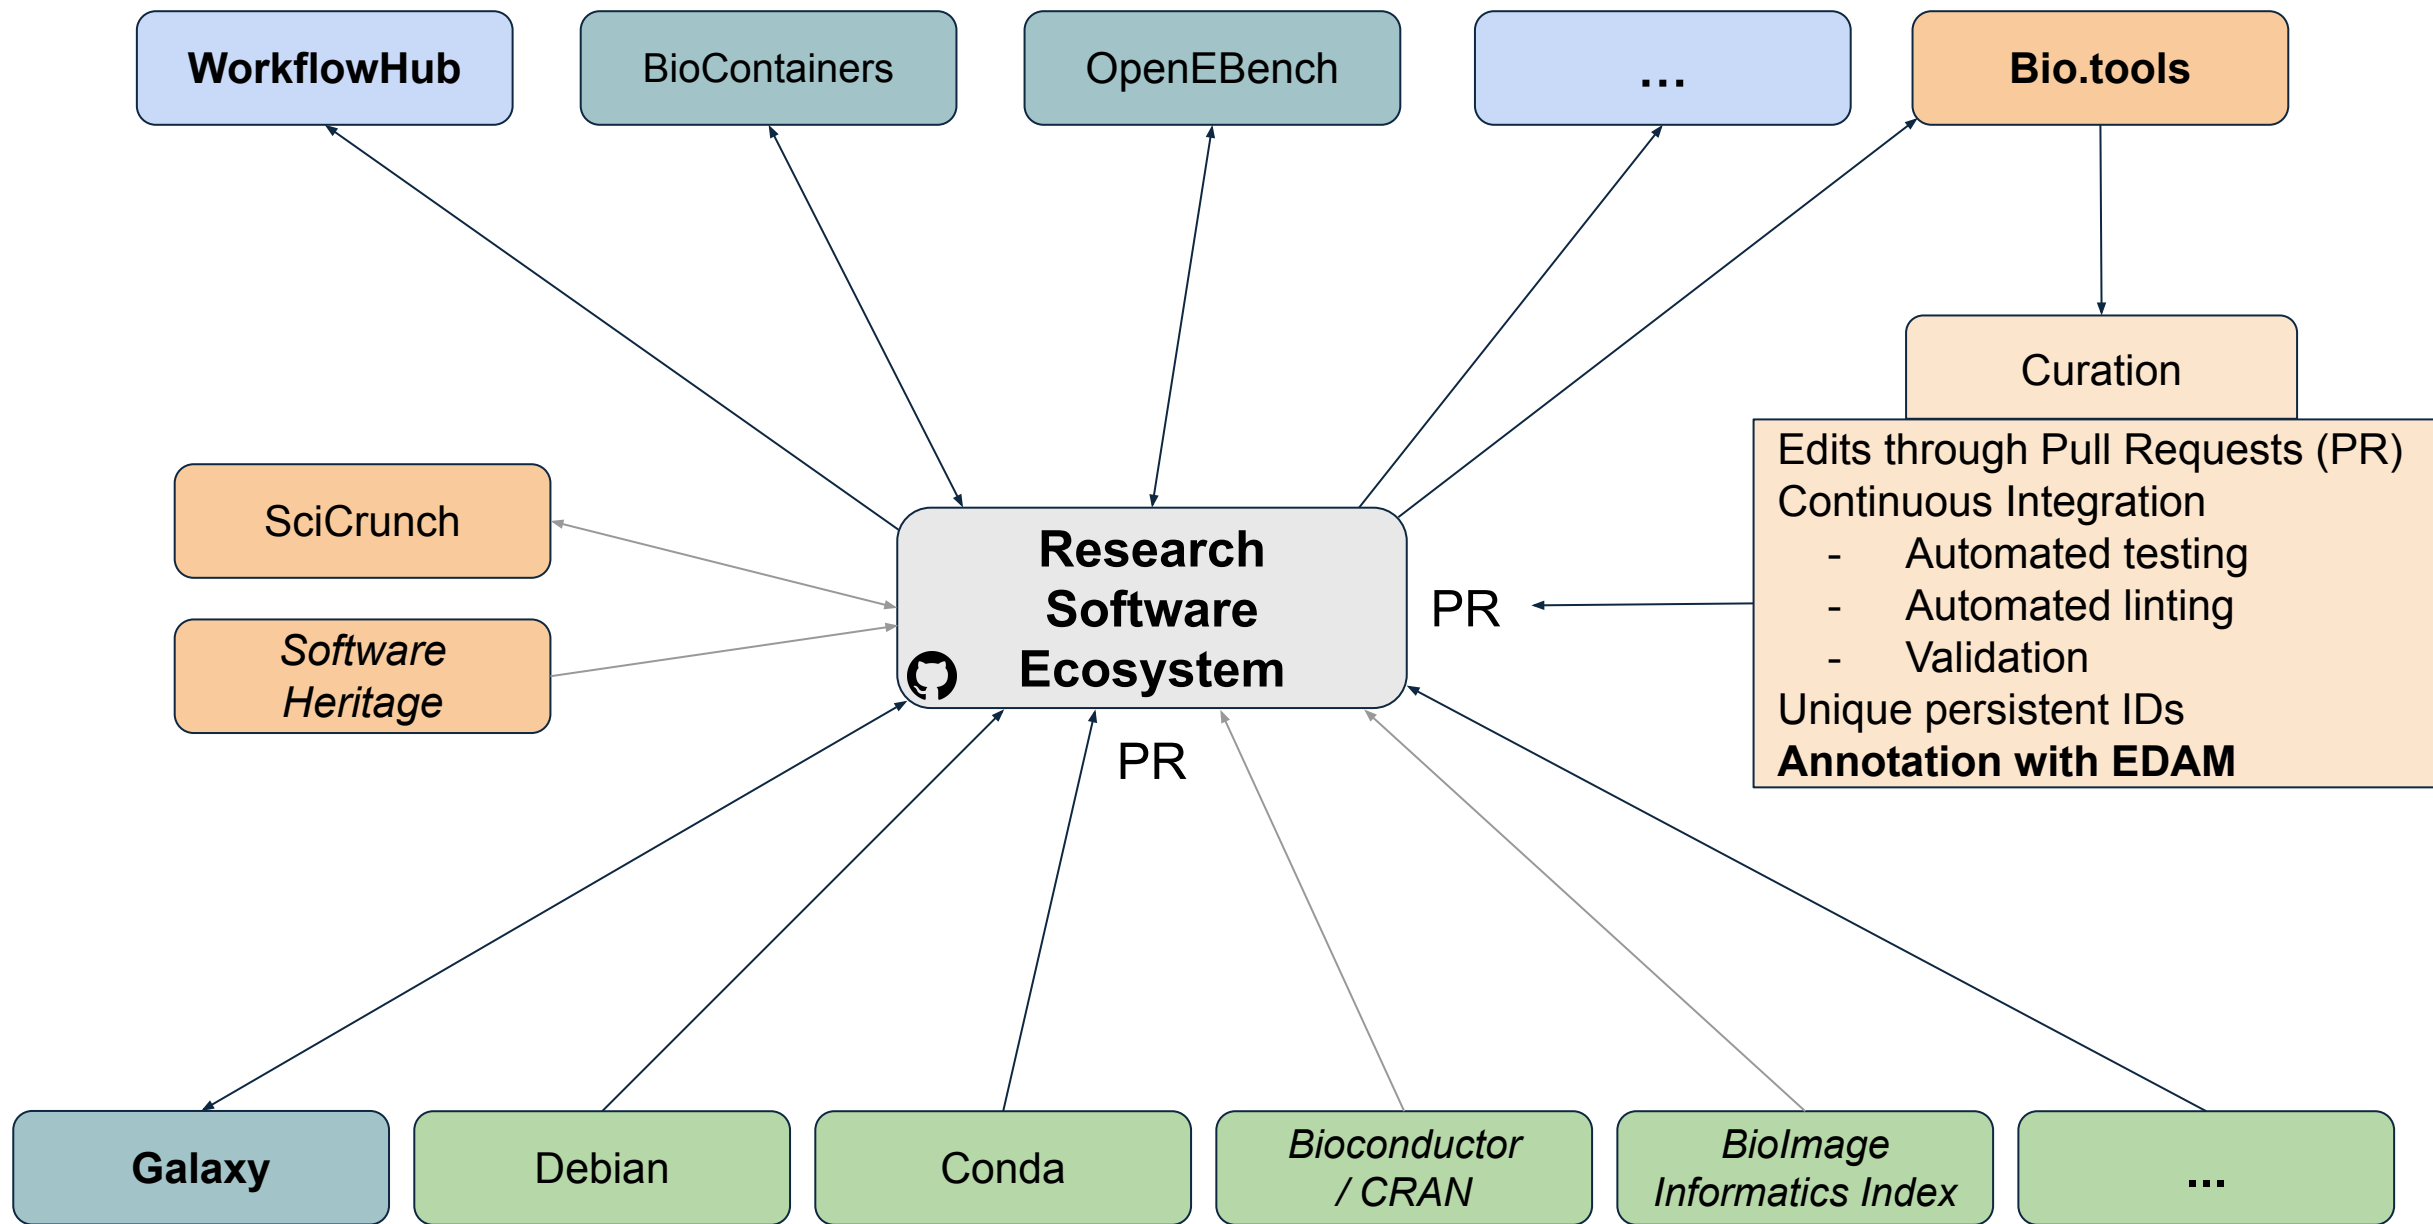 WorkflowHub
BioContainers
OpenEBench
...
Bio.tools
Curation
Edits through Pull Requests (PR)
Continuous Integration
- Automated testing
- Automated linting
- Validation
Unique persistent IDs
Annotation with EDAM
SciCrunch
Software
Heritage
Research
Software
Ecosystem
PR
PR
Galaxy
Debian
Conda
Bioconductor
/ CRAN
BioImage
Informatics Index
...